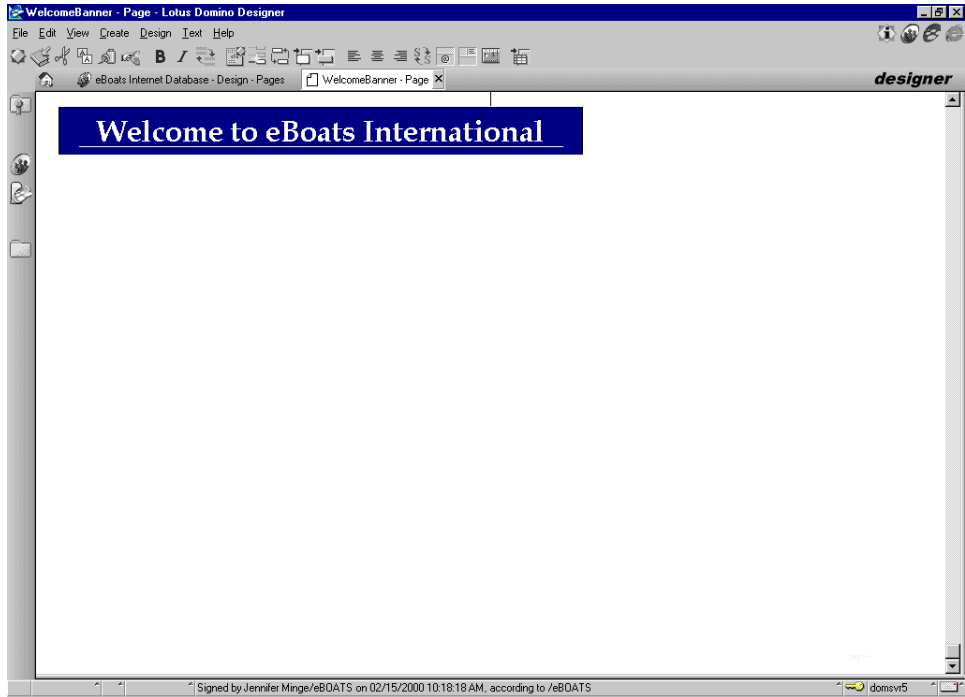 WelcomeBanner - Page - Lotus Domino Designer
File Edit View Create Design Text Help
B I
eBoats Internet Database - Design - Pages WelcomeBanner - Page
designer
Welcome to eBoats International
Signed by Jennifer Minge/eBOATS on 02/15/2000 10:18:18 AM, according to /eBOATS domsvr5